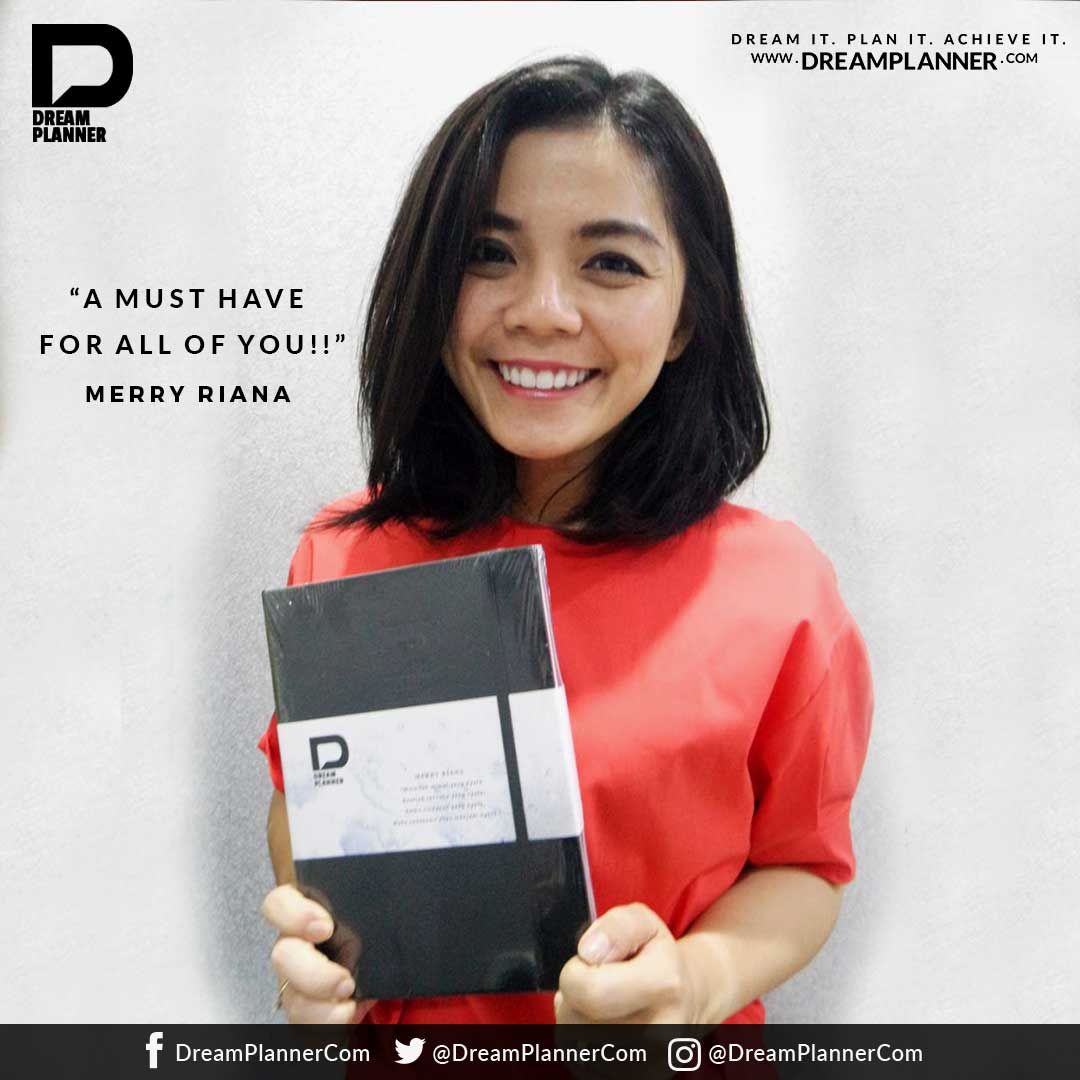 DREAM
PLANNER
DREAM IT. PLAN IT. ACHIEVE IT.
WWW.DREAMPLANNER.COM
“A MUST HAVE
FOR ALL OF YOU!!”
MERRY RIANA
DREAM
PLANNER
MERRY RIANA
DreamPlannerCom
@DreamPlannerCom
@DreamPlannerCom